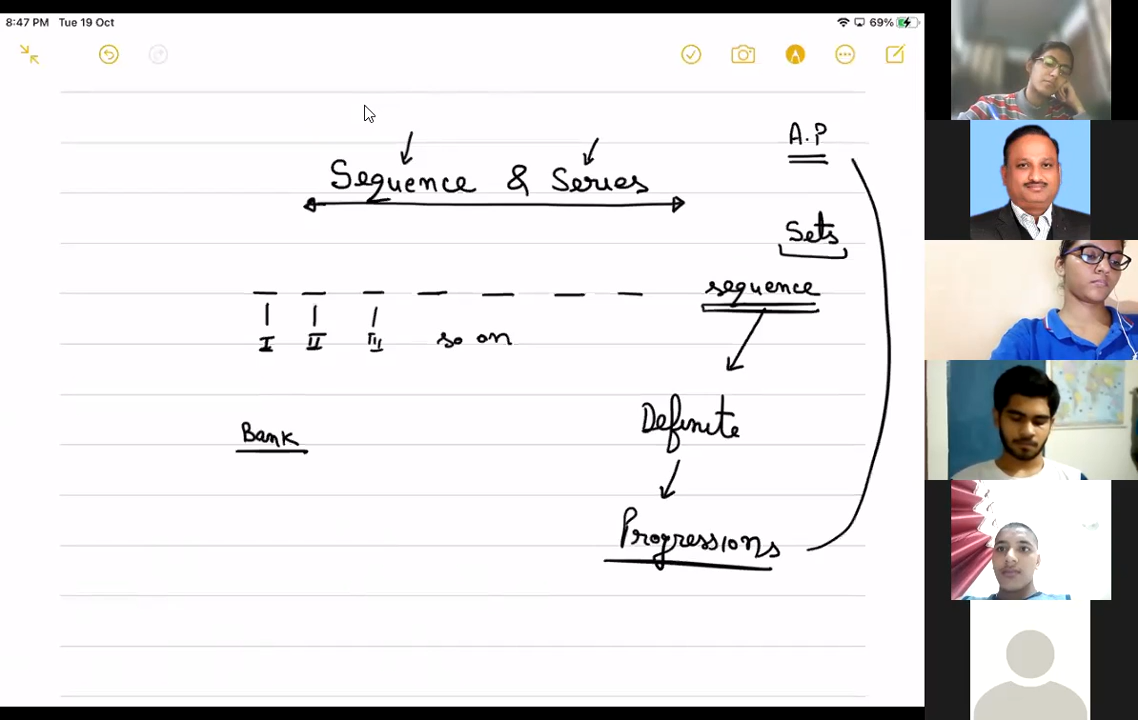 8:47 PM Tue 19 Oct
69%
A.P
Sequence & Series
Sets
sequence
I II III so on
Definite
Bank
Progressions